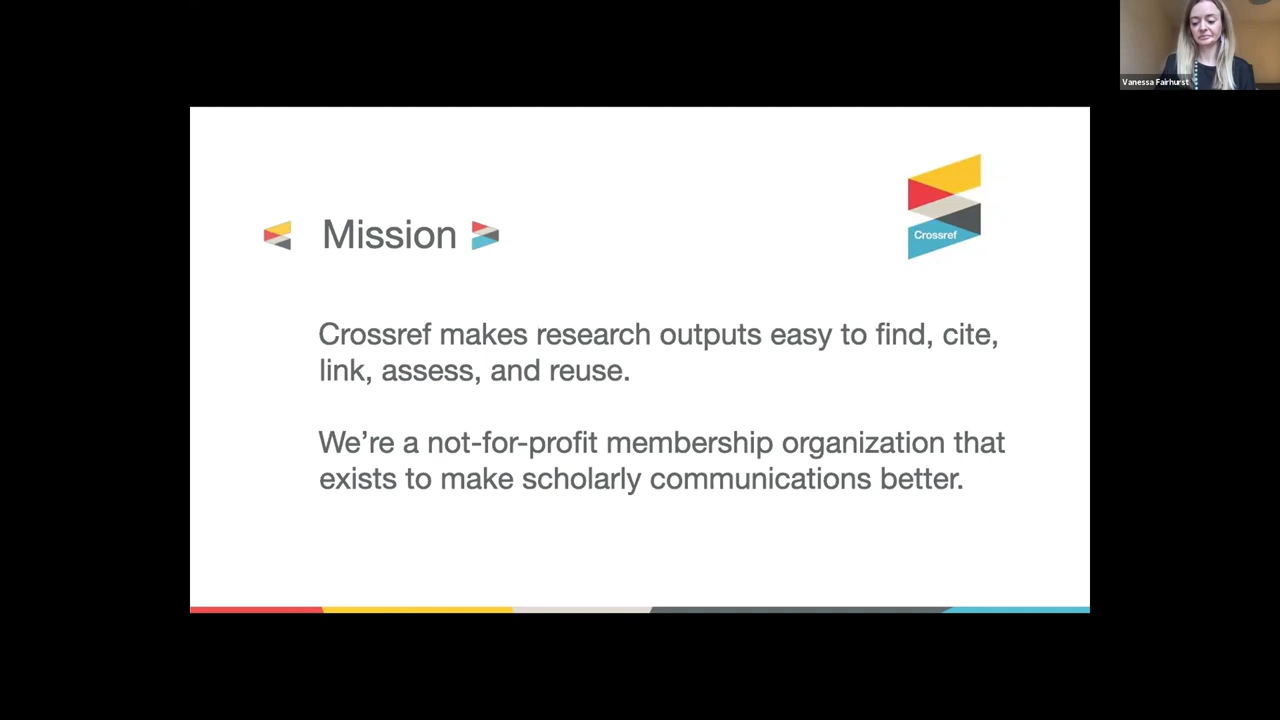 Vanessa Fairhurst
Mission
Crossref
Crossref makes research outputs easy to find, cite,
link, assess, and reuse.
We're a not-for-profit membership organization that
exists to make scholarly communications better.